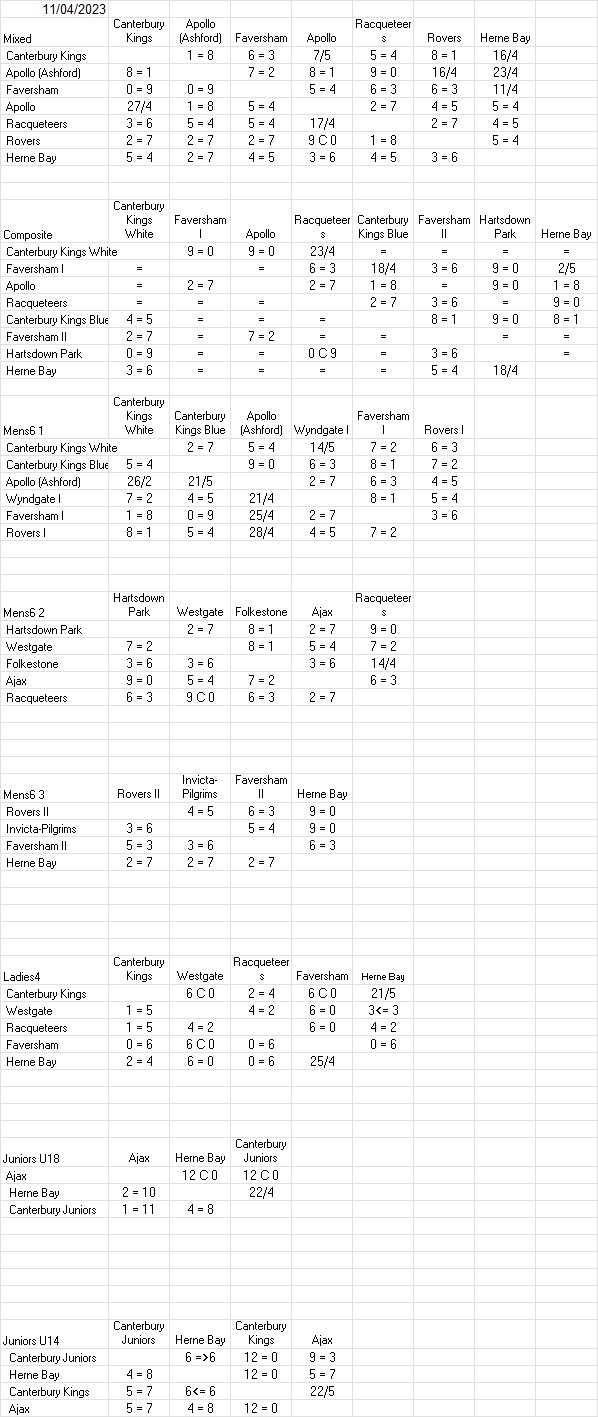 11/04/2023
Mixed Canterbury Kings Apollo (Ashford) Faversham Apollo Racqueteers Rovers Herne Bay
Canterbury Kings 1 = 8 6 = 3 7/5 5 = 4 8 = 1 16/4
Apollo (Ashford) 8 = 1 7 = 2 8 = 1 9 = 0 16/4 23/4
Faversham 0 = 9 0 = 9 5 = 4 6 = 3 6 = 3 11/4
Apollo 27/4 1 = 8 5 = 4 2 = 7 4 = 5 5 = 4
Racqueteers 3 = 6 5 = 4 5 = 4 17/4 2 = 7 4 = 5
Rovers 2 = 7 2 = 7 2 = 7 9 C 0 1 = 8 5 = 4
Herne Bay 5 = 4 2 = 7 4 = 5 3 = 6 4 = 5 3 = 6
Composite Canterbury Kings White Faversham I Apollo Racqueteers Canterbury Kings Blue Faversham II Hartsdown Park Herne Bay
Canterbury Kings White 9 = 0 9 = 0 23/4 = = = =
Faversham I = = 6 = 3 18/4 3 = 6 9 = 0 2/5
Apollo = 2 = 7 2 = 7 1 = 8 = 9 = 0 1 = 8
Racqueteers = = = 2 = 7 3 = 6 = 9 = 0
Canterbury Kings Blue 4 = 5 = = = 8 = 1 9 = 0 8 = 1
Faversham II 2 = 7 = 7 = 2 = = = =
Hartsdown Park 0 = 9 = = 0 C 9 = 3 = 6 =
Herne Bay 3 = 6 = = = = 5 = 4 18/4
Mens6 1 Canterbury Kings White Canterbury Kings Blue Apollo (Ashford) Wyndgate I Faversham I Rovers I
Canterbury Kings White 2 = 7 5 = 4 14/5 7 = 2 6 = 3
Canterbury Kings Blue 5 = 4 9 = 0 6 = 3 8 = 1 7 = 2
Apollo (Ashford) 26/2 21/5 2 = 7 6 = 3 4 = 5
Wyndgate I 7 = 2 4 = 5 21/4 8 = 1 5 = 4
Faversham I 1 = 8 0 = 9 25/4 2 = 7 3 = 6
Rovers I 8 = 1 5 = 4 28/4 4 = 5 7 = 2
Mens6 2 Hartsdown Park Westgate Folkestone Ajax Racqueteers
Hartsdown Park 2 = 7 8 = 1 2 = 7 9 = 0
Westgate 7 = 2 8 = 1 5 = 4 7 = 2
Folkestone 3 = 6 3 = 6 3 = 6 14/4
Ajax 9 = 0 5 = 4 7 = 2 6 = 3
Racqueteers 6 = 3 9 C 0 6 = 3 2 = 7
Mens6 3 Rovers II Invicta-Pilgrims Faversham II Herne Bay
Rovers II 4 = 5 6 = 3 9 = 0
Invicta-Pilgrims 3 = 6 5 = 4 9 = 0
Faversham II 5 = 3 3 = 6 6 = 3
Herne Bay 2 = 7 2 = 7 2 = 7
Ladies4 Canterbury Kings Westgate Racqueteers Faversham Herne Bay
Canterbury Kings 6 C 0 2 = 4 6 C 0 21/5
Westgate 1 = 5 4 = 2 6 = 0 3<= 3
Racqueteers 1 = 5 4 = 2 6 = 0 4 = 2
Faversham 0 = 6 6 C 0 0 = 6 0 = 6
Herne Bay 2 = 4 6 = 0 0 = 6 25/4
Juniors U18 Ajax Herne Bay Canterbury Juniors
Ajax 12 C 0 12 C 0
Herne Bay 2 = 10 22/4
Canterbury Juniors 1 = 11 4 = 8
Juniors U14 Canterbury Juniors Herne Bay Canterbury Kings Ajax
Canterbury Juniors 6 =>6 12 = 0 9 = 3
Herne Bay 4 = 8 12 = 0 5 = 7
Canterbury Kings 5 = 7 6<= 6 22/5
Ajax 5 = 7 4 = 8 12 = 0